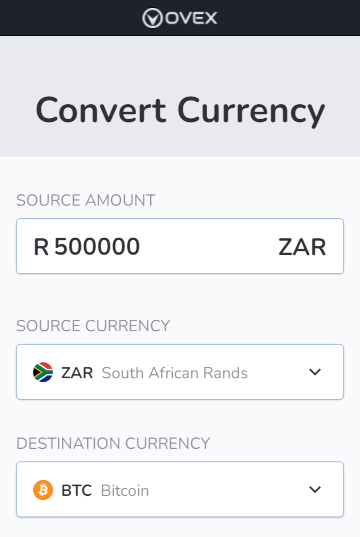 OVEX
Convert Currency
SOURCE AMOUNT
R 500000 ZAR
SOURCE CURRENCY
ZAR South African Rands
DESTINATION CURRENCY
BTC Bitcoin